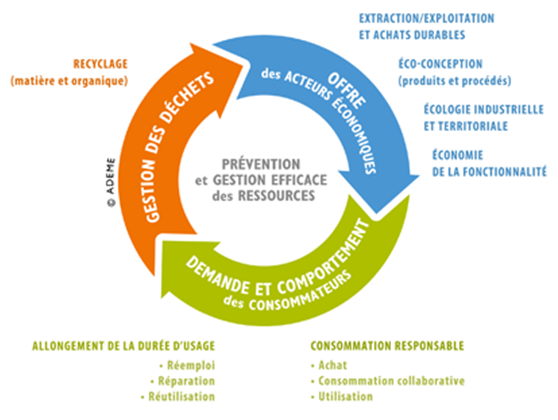 EXTRACTION/EXPLOITATION
ET ACHATS DURABLES
RECYCLAGE
(matière et organique)
ÉCO-CONCEPTION
(produits et procédés)
ÉCOLOGIE INDUSTRIELLE
ET TERRITORIALE
ÉCONOMIE
DE LA FONCTIONNALITÉ
OFFRE
des ACTEURS ÉCONOMIQUES
GESTION DES DÉCHETS
PRÉVENTION
et GESTION EFFICACE
des RESSOURCES
© ADEME
DEMANDE ET COMPORTEMENT
des CONSOMMATEURS
ALLONGEMENT DE LA DURÉE D'USAGE
• Réemploi
• Réparation
• Réutilisation
CONSOMMATION RESPONSABLE
• Achat
• Consommation collaborative
• Utilisation